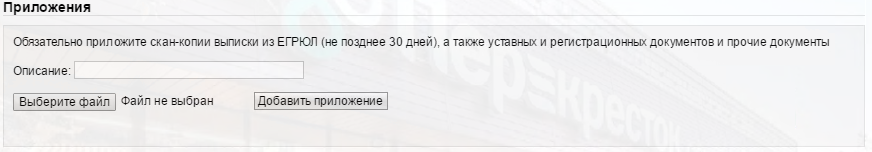 Приложения
Обязательно приложите скан-копии выписки из ЕГРЮЛ (не позднее 30 дней), а также уставных и регистрационных документов и прочие документы
Описание:
Выберите файл Файл не выбран Добавить приложение
Перекресток